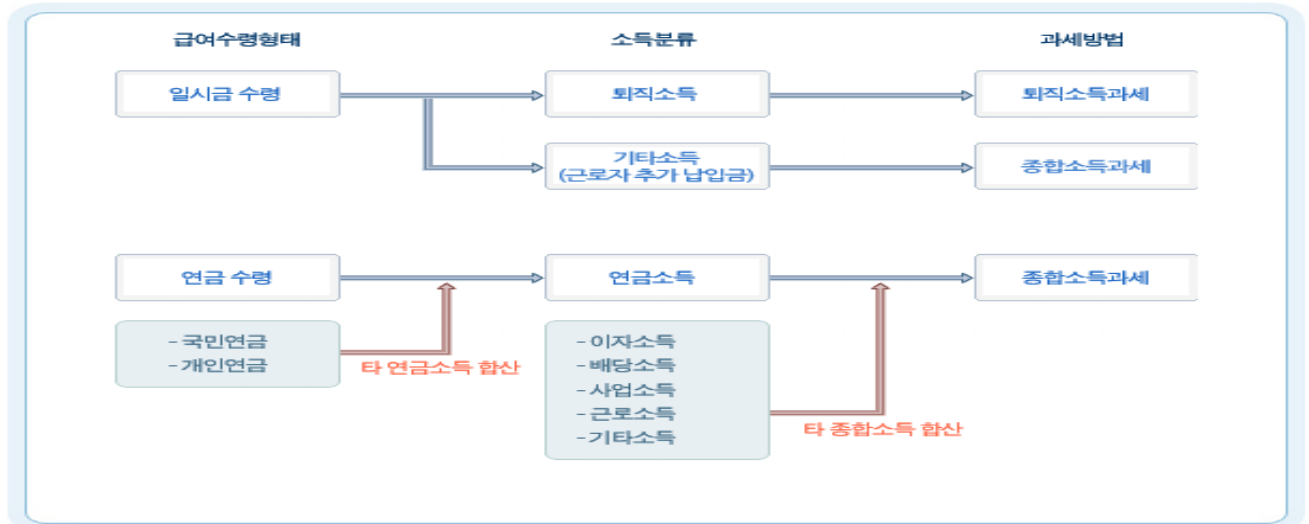 급여수령형태
소득분류
과세방법
일시금 수령
퇴직소득
퇴직소득과세
기타소득
(근로자 추가 납입금)
종합소득과세
연금 수령
연금소득
종합소득과세
- 국민연금
- 개인연금
타 연금소득 합산
- 이자소득
- 배당소득
- 사업소득
- 근로소득
- 기타소득
타 종합소득 합산